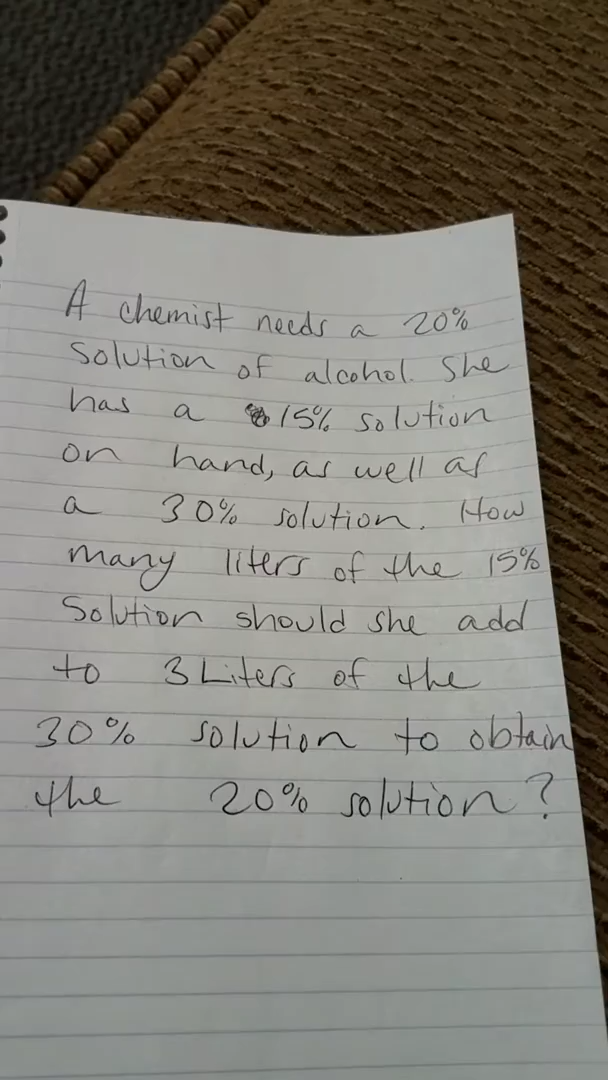 A chemist needs a 20%
solution of alcohol. She
has a 15% solution
on hand, as well as
a 30% solution. How
many liters of the 15%
solution should she add
to 3 Liters of the
30% solution to obtain
the 20% solution?